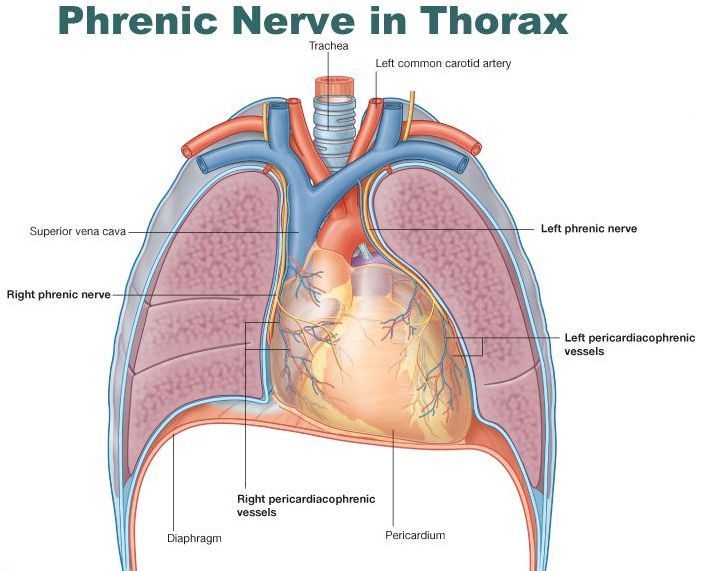 Phrenic Nerve in Thorax
Trachea
Left common carotid artery
Superior vena cava
Left phrenic nerve
Right phrenic nerve
Left pericardiacophrenic
vessels
Right pericardiacophrenic
vessels
Diaphragm
Pericardium